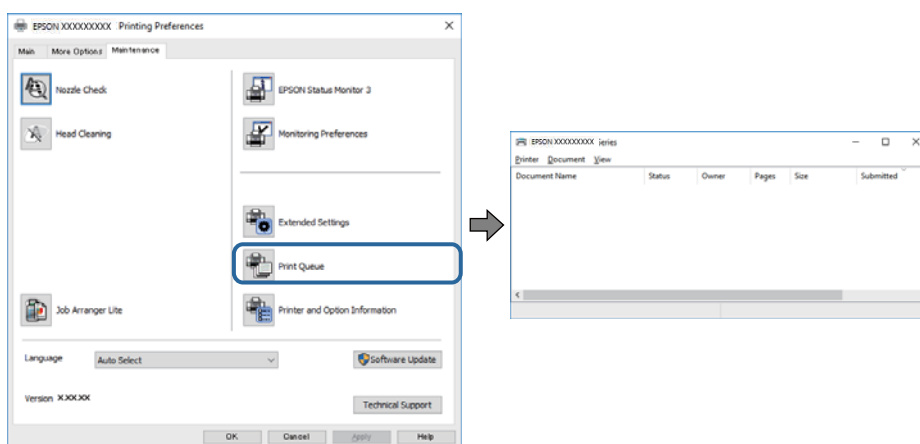 EPSON XXXXXXXXX Printing Preferences
Main More Options Maintenance
Nozzle Check
Head Cleaning
Job Arranger Lite
EPSON Status Monitor 3
Monitoring Preferences
Extended Settings
Print Queue
Printer and Option Information
Language Auto Select Software Update
Version X.XX.XX
Technical Support
OK Cancel Apply Help
EPSON XXXXXXXXX ieries
Printer Document View
Document Name Status Owner Pages Size Submitted